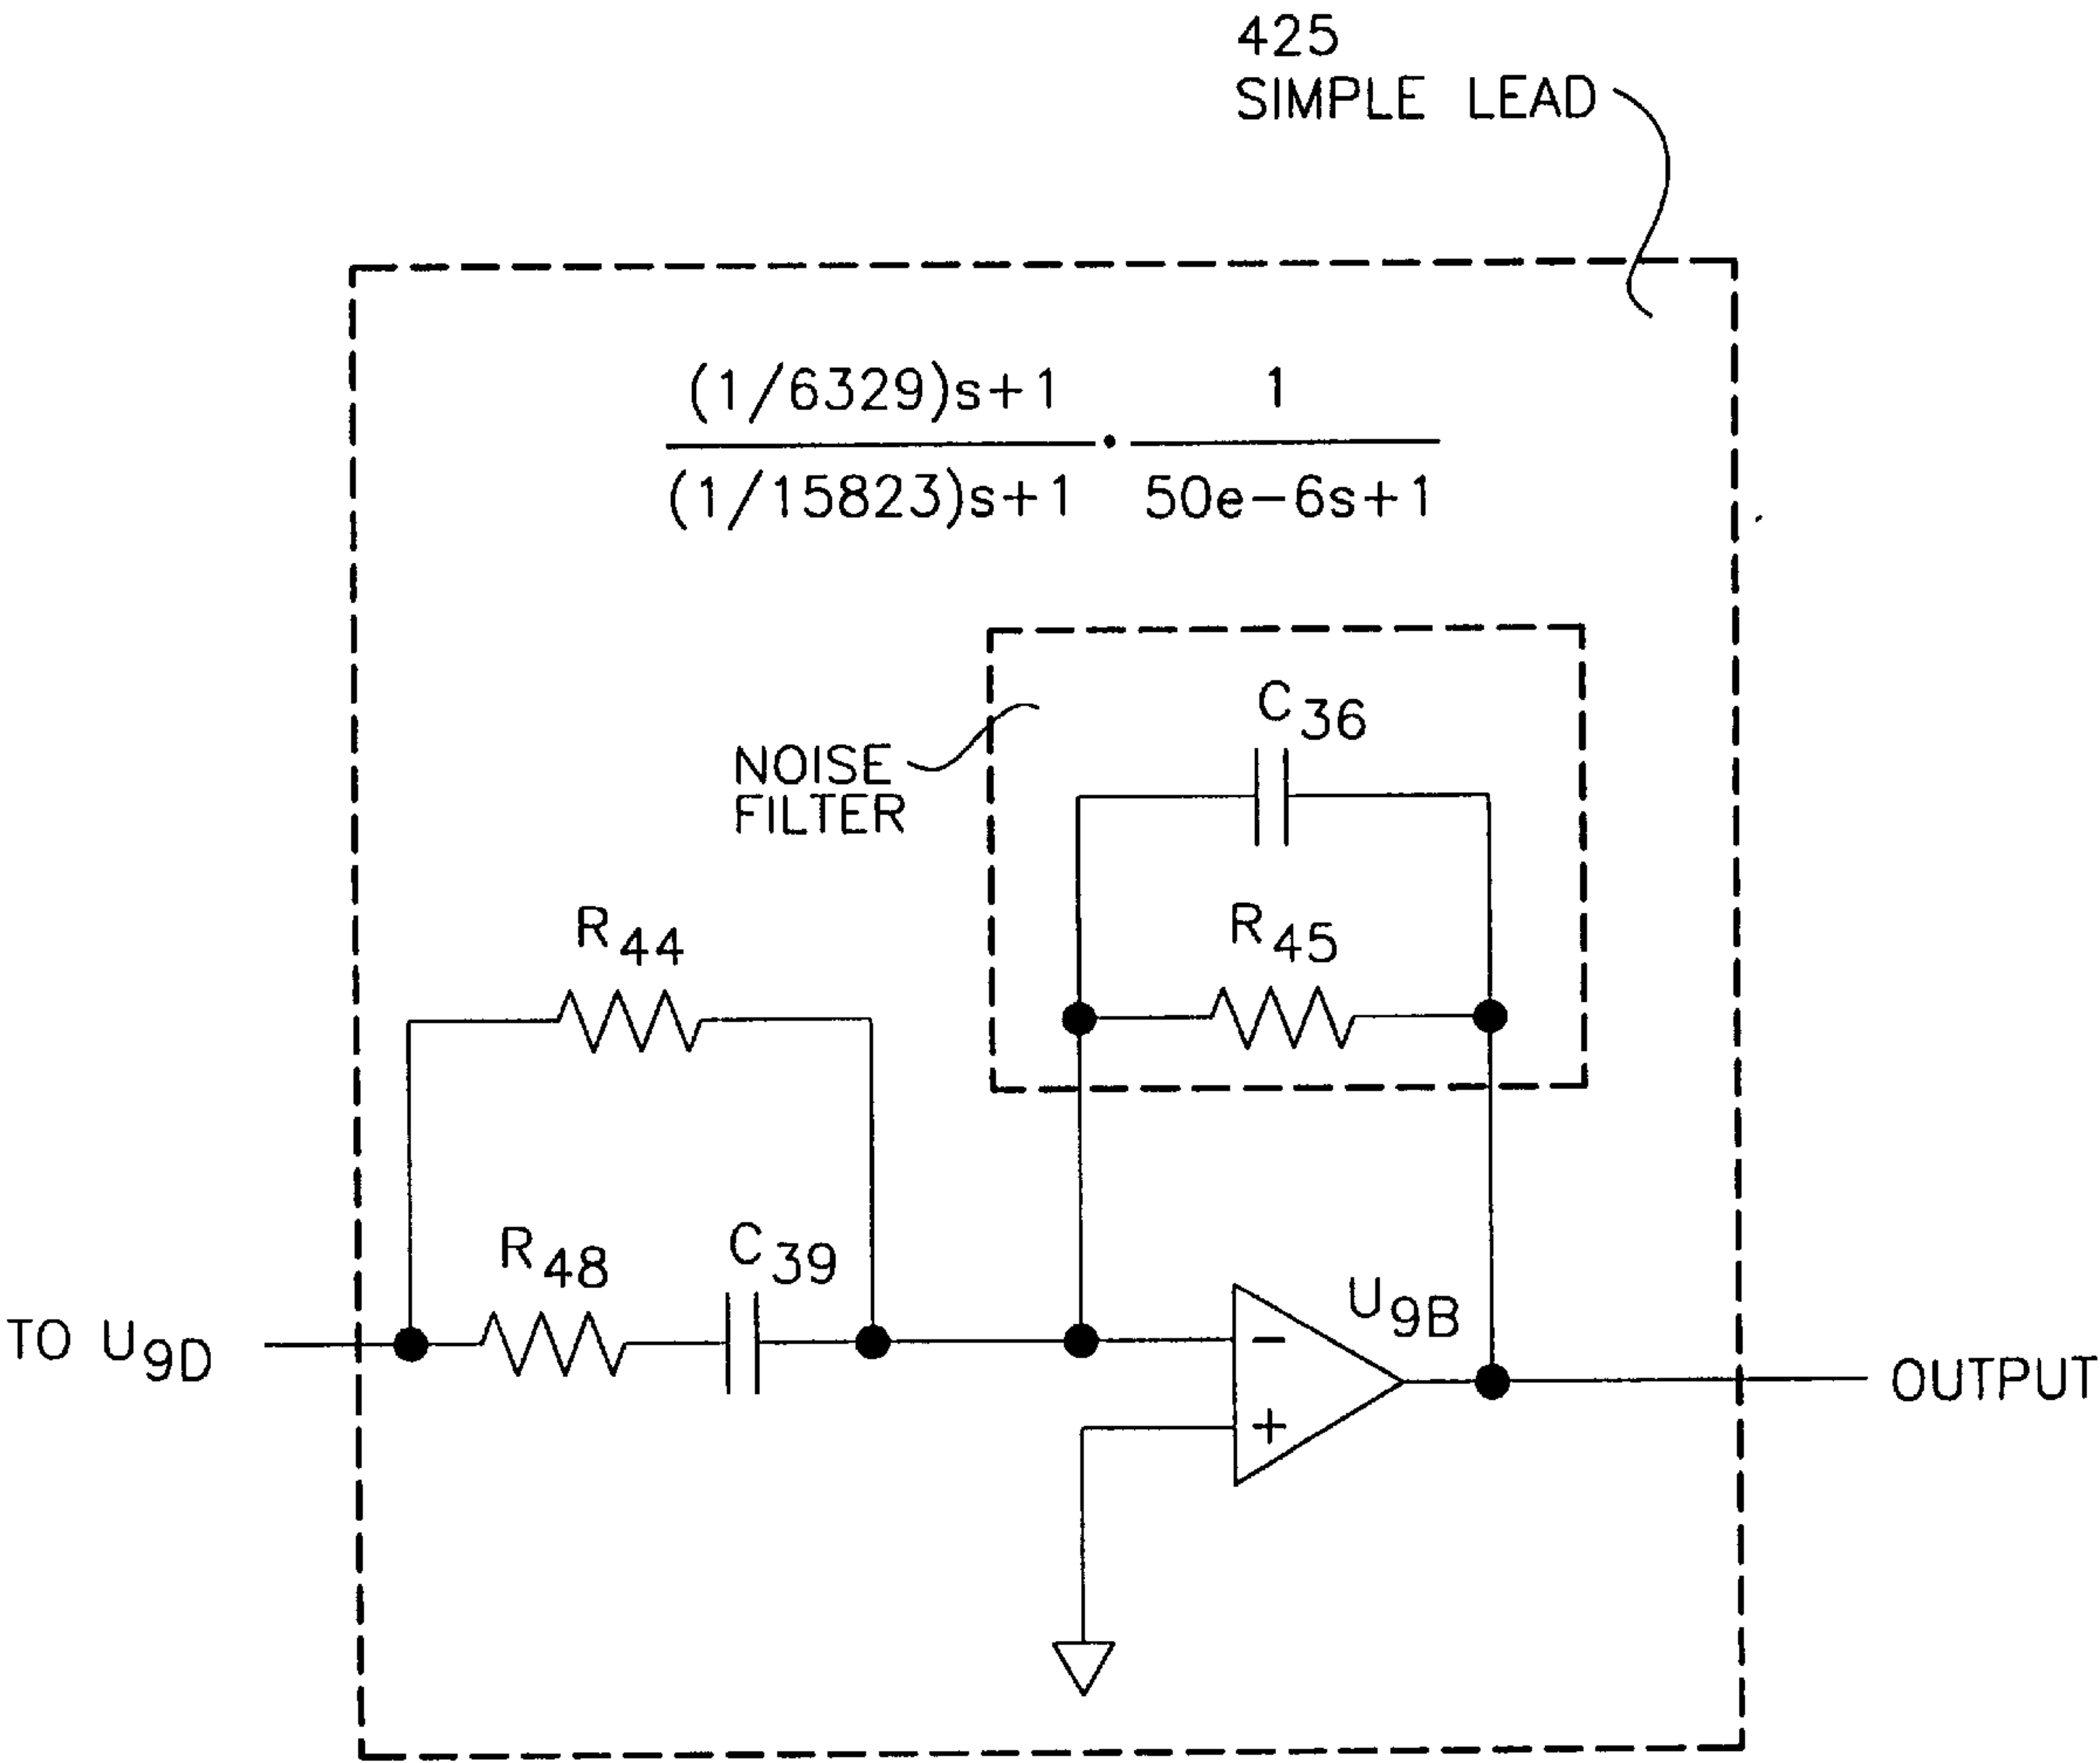 425
SIMPLE LEAD
(1/6329)s+1 1
(1/15823)s+1 · 50e-6s+1
C36
NOISE
FILTER
R44
R45
R48
C39
U9B
TO U9D
−
+
OUTPUT